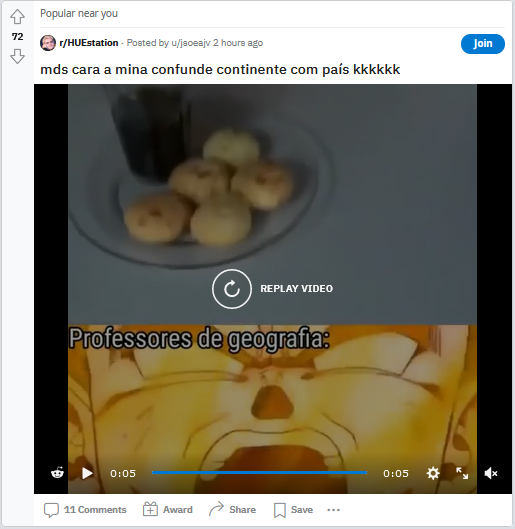 Popular near you
72
r/HUEstation · Posted by u/jsoeajv 2 hours ago
Join
mds cara a mina confunde continente com país kkkkkk
REPLAY VIDEO
Professores de geografia:
0:05
0:05
11 Comments
Award
Share
Save